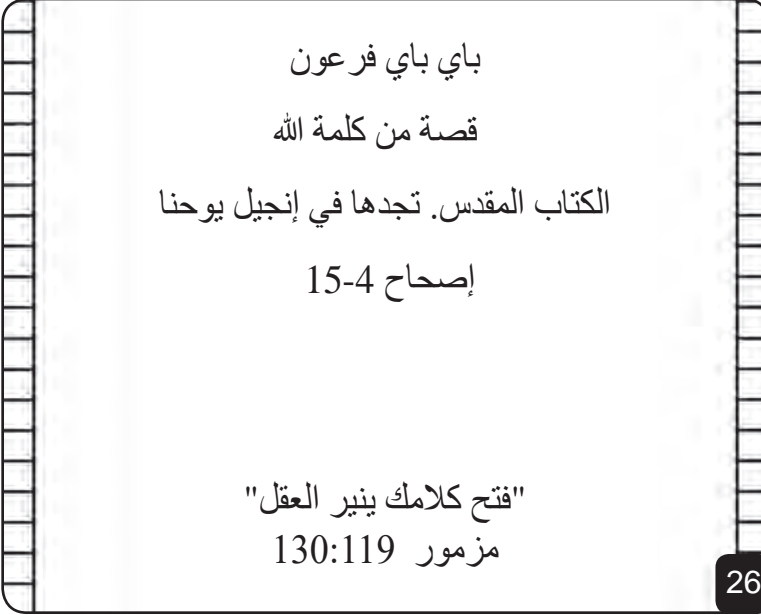 باي باي فرعون
قصة من كلمة الله
الكتاب المقدس. تجدها في إنجيل يوحنا
إصحاح 4-15
"فتح كلامك ينير العقل"
مزمور 130:119
26